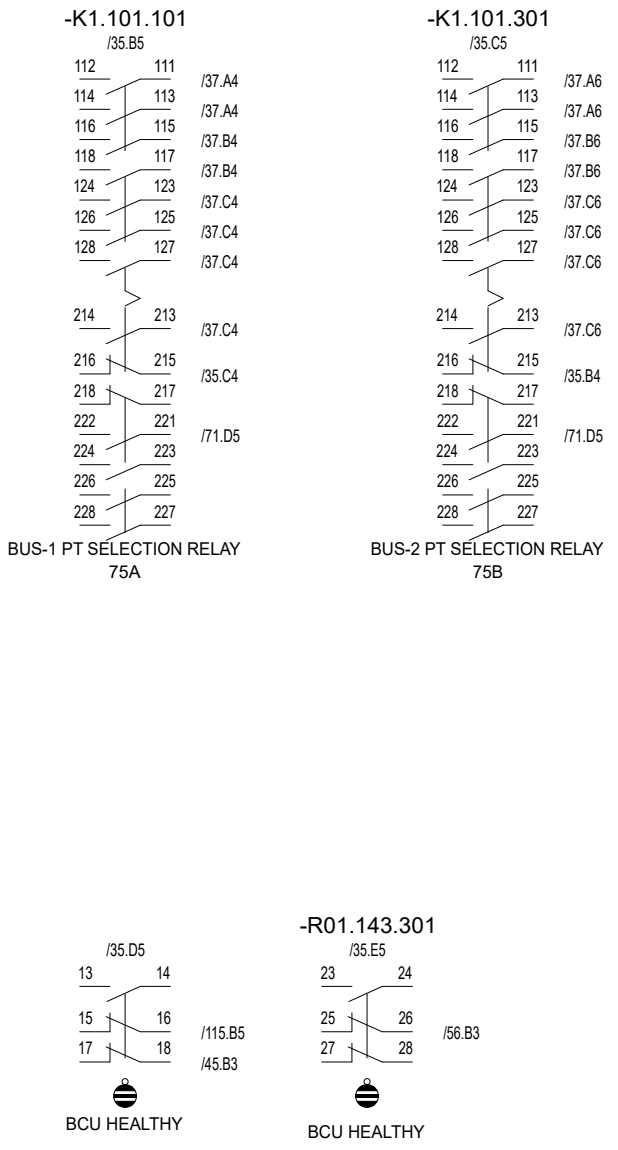 -K1.101.101
/35.B5
112 111 /37.A4
114 113 /37.A4
116 115 /37.B4
118 117 /37.B4
124 123 /37.C4
126 125 /37.C4
128 127 /37.C4
214 213 /37.C4
216 215 /35.C4
218 217
222 221 /71.D5
224 223
226 225
228 227
BUS-1 PT SELECTION RELAY
75A
-K1.101.301
/35.C5
112 111 /37.A6
114 113 /37.A6
116 115 /37.B6
118 117 /37.B6
124 123 /37.C6
126 125 /37.C6
128 127 /37.C6
214 213 /37.C6
216 215 /35.B4
218 217
222 221 /71.D5
224 223
226 225
228 227
BUS-2 PT SELECTION RELAY
75B
/35.D5
13 14
15 16 /115.B5
17 18 /45.B3
BCU HEALTHY
-R01.143.301
/35.E5
23 24
25 26 /56.B3
27 28
BCU HEALTHY